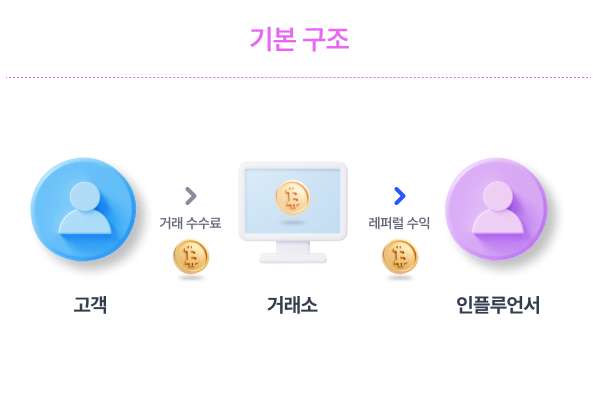 기본 구조
거래 수수료
레퍼럴 수익
고객
거래소
인플루언서